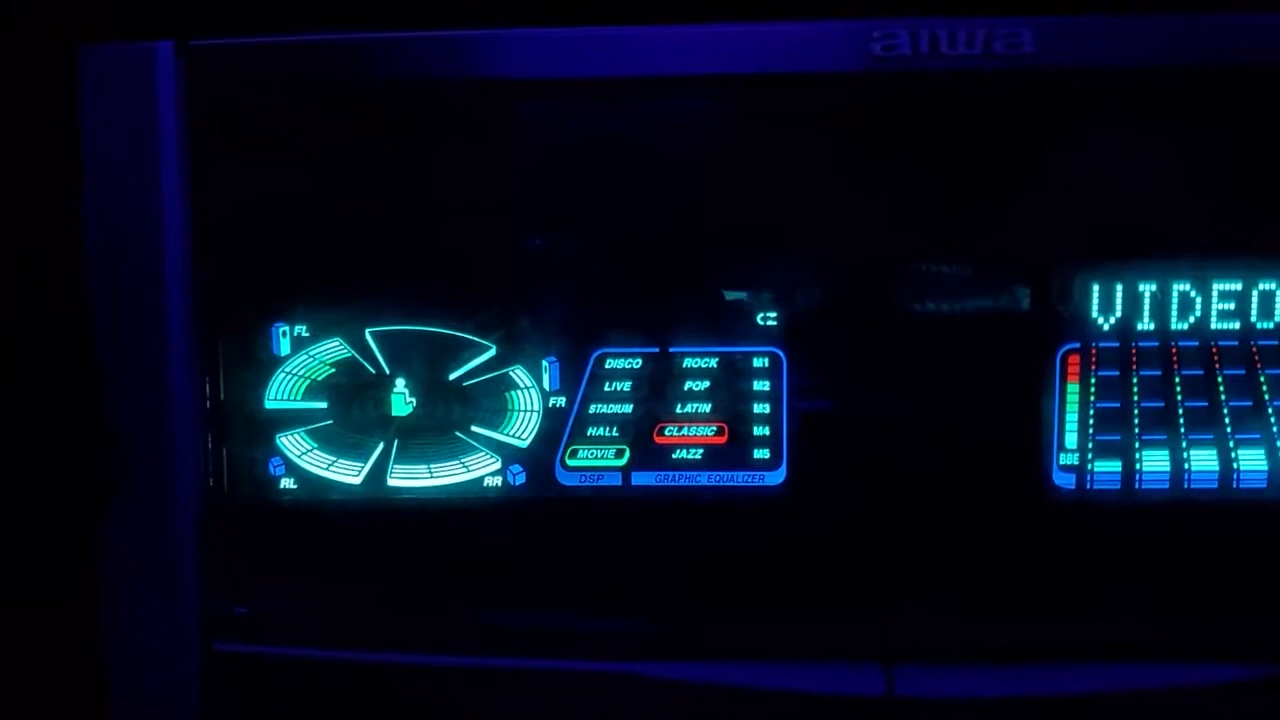 aiwa
VIDEO
FL
FR
RL
RR
DISCO ROCK M1
LIVE POP M2
STADIUM LATIN M3
HALL CLASSIC M4
MOVIE JAZZ M5
DSP GRAPHIC EQUALIZER
BBE